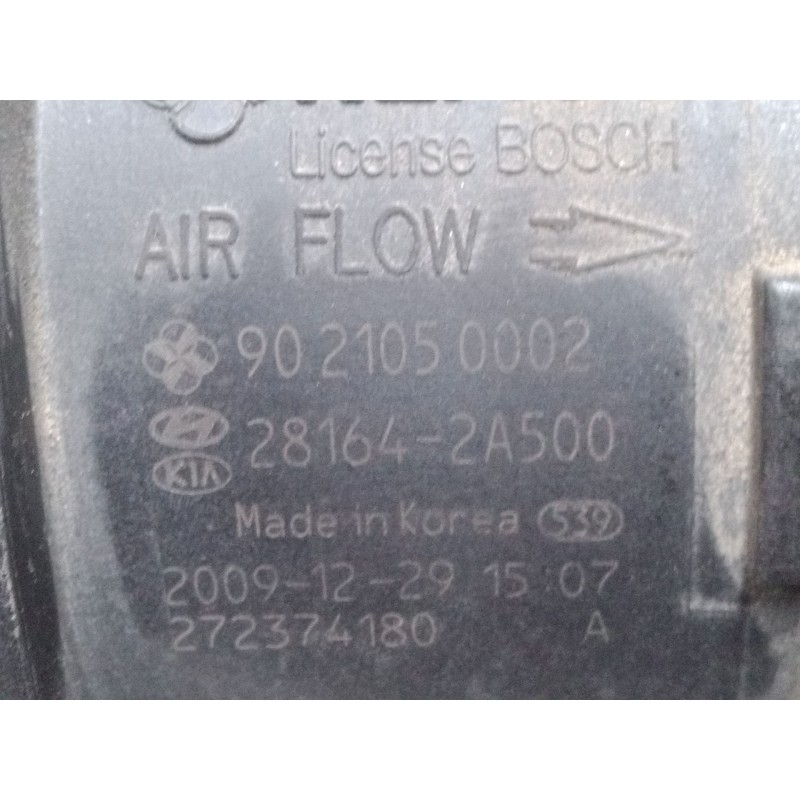 License BOSCH
AIR FLOW
90 2105 0002
28164-2A500
KIA
Made in Korea 539
2009-12-29 15:07
272374180 A